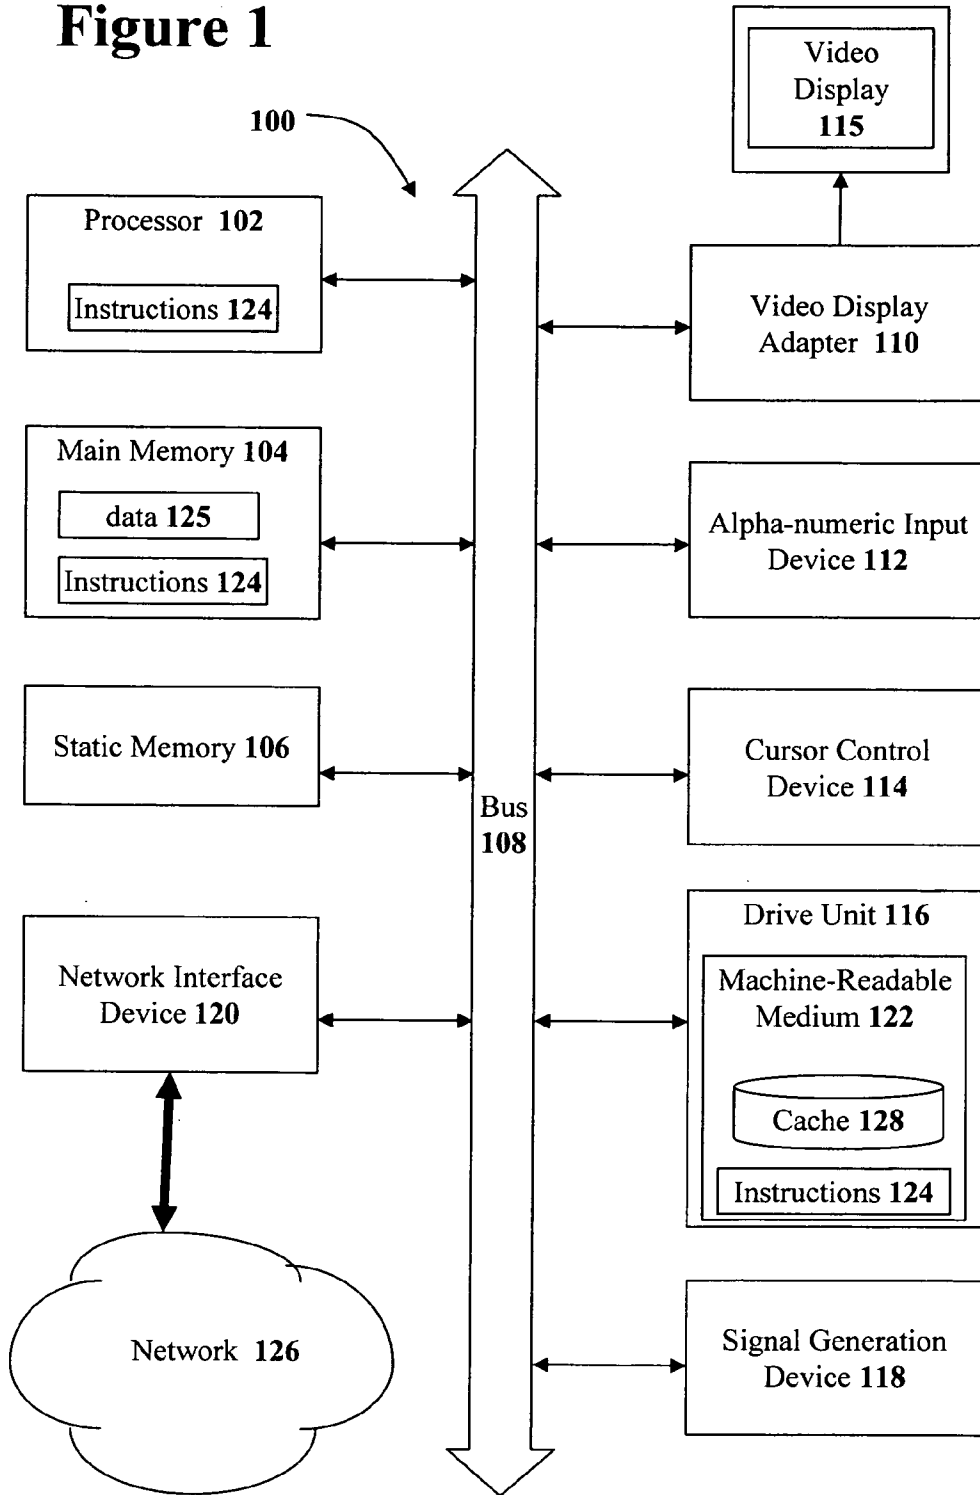 Figure 1
100
Video
Display
115
Processor 102
Instructions 124
Video Display
Adapter 110
Main Memory 104
data 125
Instructions 124
Alpha-numeric Input
Device 112
Static Memory 106
Cursor Control
Device 114
Bus
108
Network Interface
Device 120
Drive Unit 116
Machine-Readable
Medium 122
Cache 128
Instructions 124
Network 126
Signal Generation
Device 118